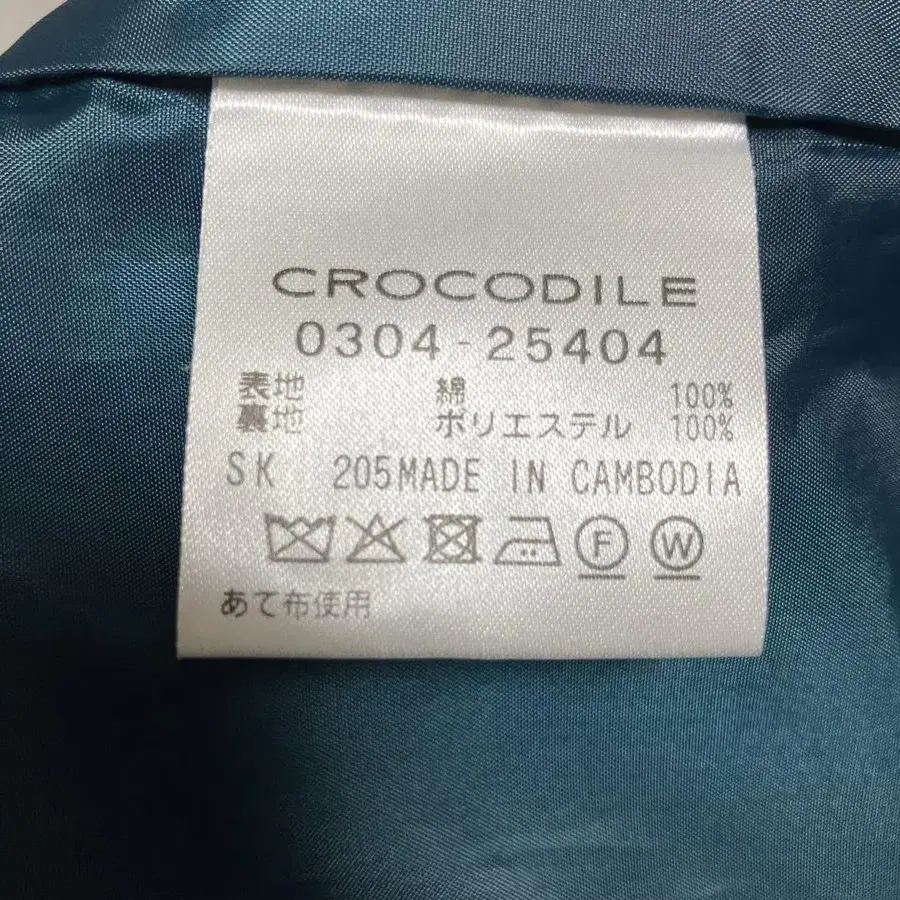 CROCODILE
0304-25404
表地 綿 100%
裏地 ポリエステル 100%
SK 205MADE IN CAMBODIA
F W
あて布使用